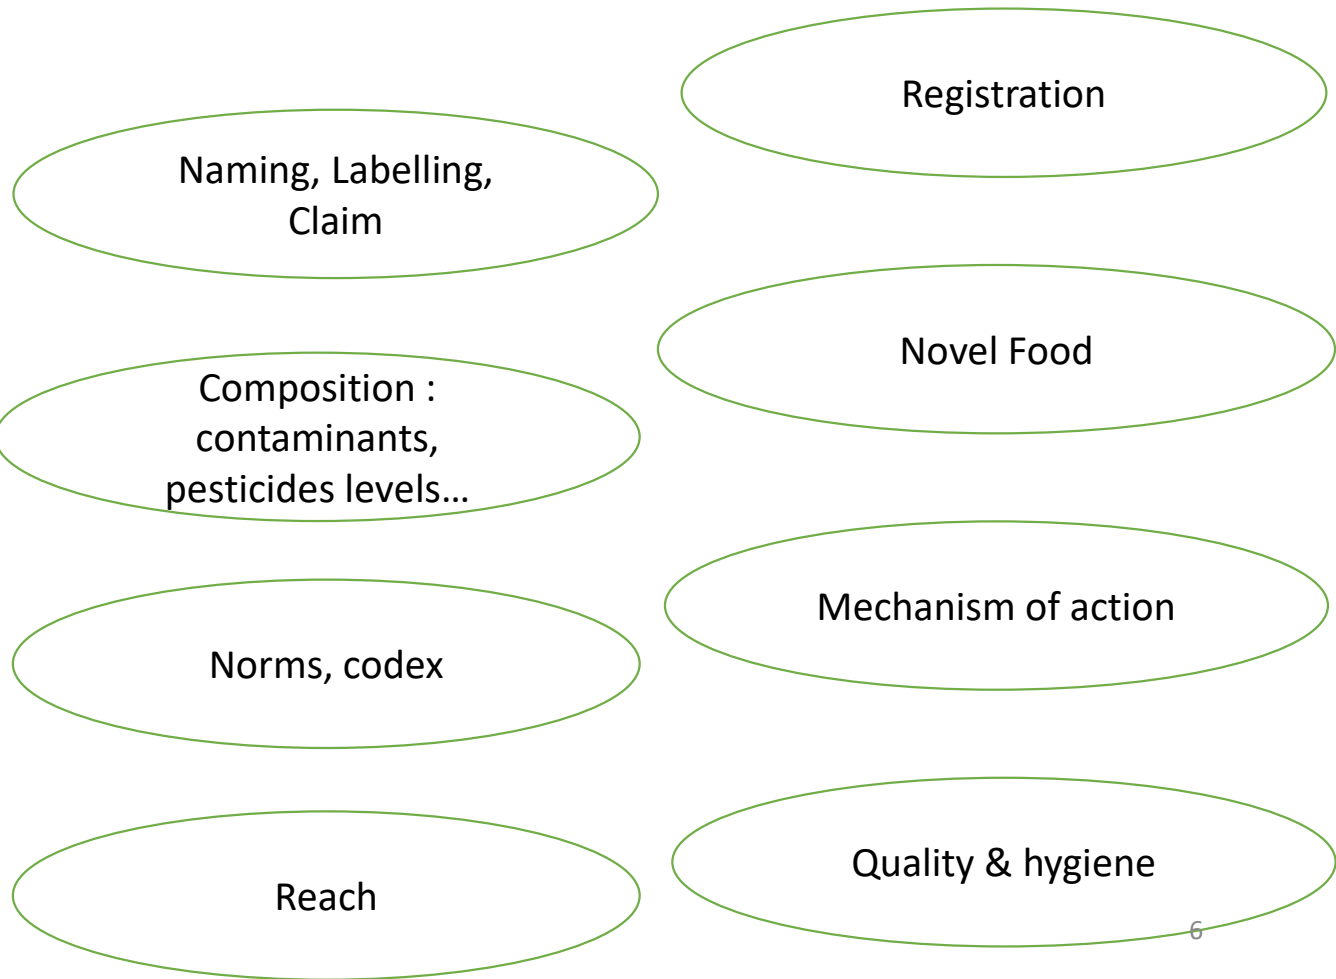 Registration
Naming, Labelling,
Claim
Novel Food
Composition :
contaminants,
pesticides levels…
Mechanism of action
Norms, codex
Quality & hygiene
Reach
6